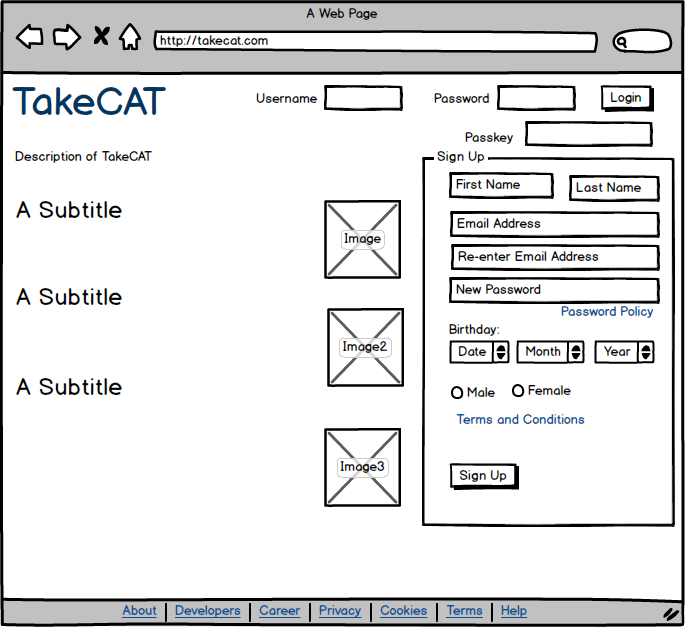 A Web Page
http://takecat.com
TakeCAT
Username
Password
Login
Passkey
Description of TakeCAT
Sign Up
First Name
Last Name
A Subtitle
Image
Email Address
Re-enter Email Address
New Password
A Subtitle
Password Policy
Birthday:
Image2
Date
Month
Year
A Subtitle
Male
Female
Terms and Conditions
Image3
Sign Up
About Developers Career Privacy Cookies Terms Help